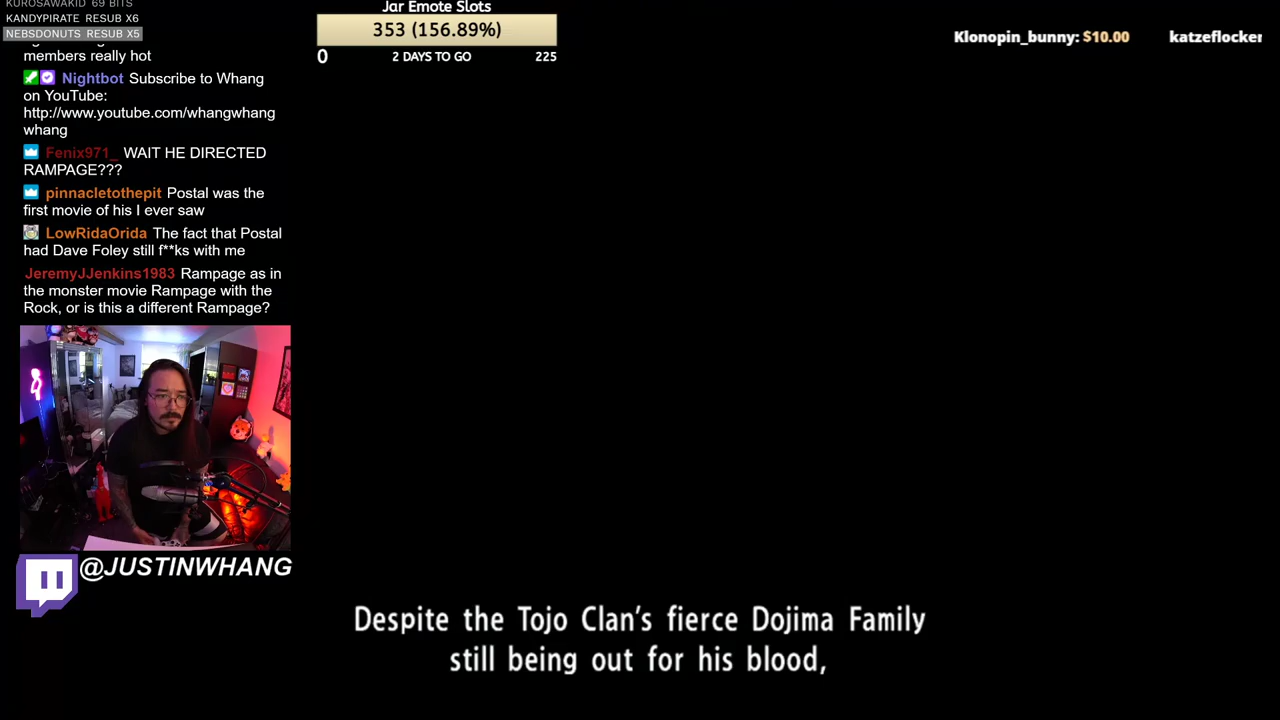 KUROSAWAKID 69 BITS
KANDYPIRATE RESUB X6
NEBSDONUTS RESUB X5
members really hot
Nightbot Subscribe to Whang
on YouTube:
http://www.youtube.com/whangwhang
whang
Fenix971_ WAIT HE DIRECTED
RAMPAGE???
pinnacletothepit Postal was the
first movie of his I ever saw
LowRidaOrida The fact that Postal
had Dave Foley still f**ks with me
JeremyJJenkins1983 Rampage as in
the monster movie Rampage with the
Rock, or is this a different Rampage?
@JUSTINWHANG
Jar Emote Slots
353 (156.89%)
0 2 DAYS TO GO 225
Klonopin_bunny: $10.00 katzeflocker
Despite the Tojo Clan's fierce Dojima Family
still being out for his blood,